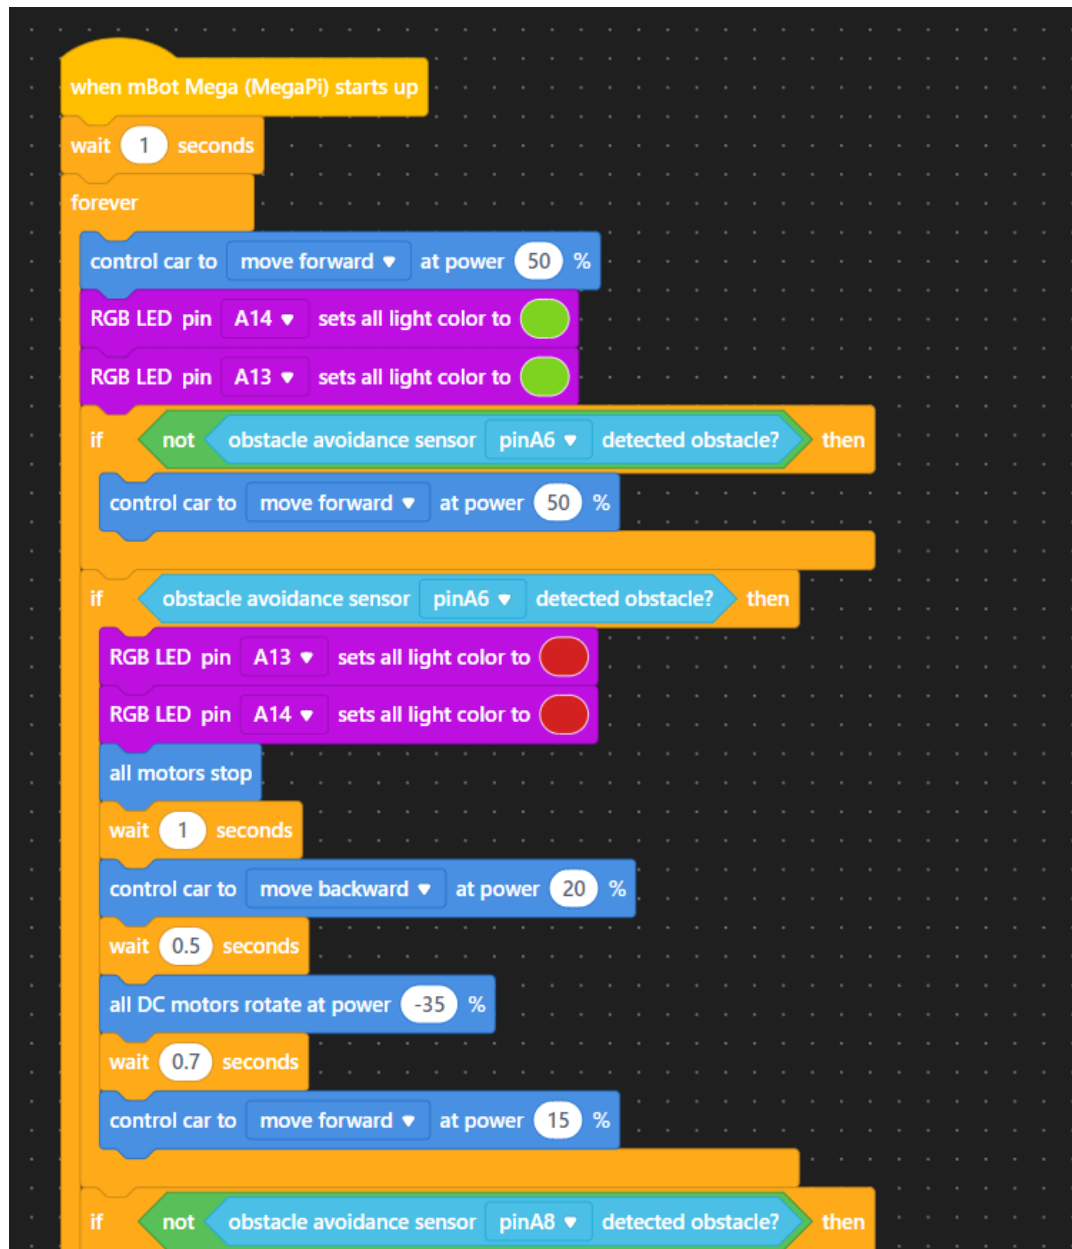 when mBot Mega (MegaPi) starts up
wait 1 seconds
forever
control car to move forward at power 50 %
RGB LED pin A14 sets all light color to
RGB LED pin A13 sets all light color to
if not obstacle avoidance sensor pinA6 detected obstacle? then
control car to move forward at power 50 %
if obstacle avoidance sensor pinA6 detected obstacle? then
RGB LED pin A13 sets all light color to
RGB LED pin A14 sets all light color to
all motors stop
wait 1 seconds
control car to move backward at power 20 %
wait 0.5 seconds
all DC motors rotate at power -35 %
wait 0.7 seconds
control car to move forward at power 15 %
if not obstacle avoidance sensor pinA8 detected obstacle? then